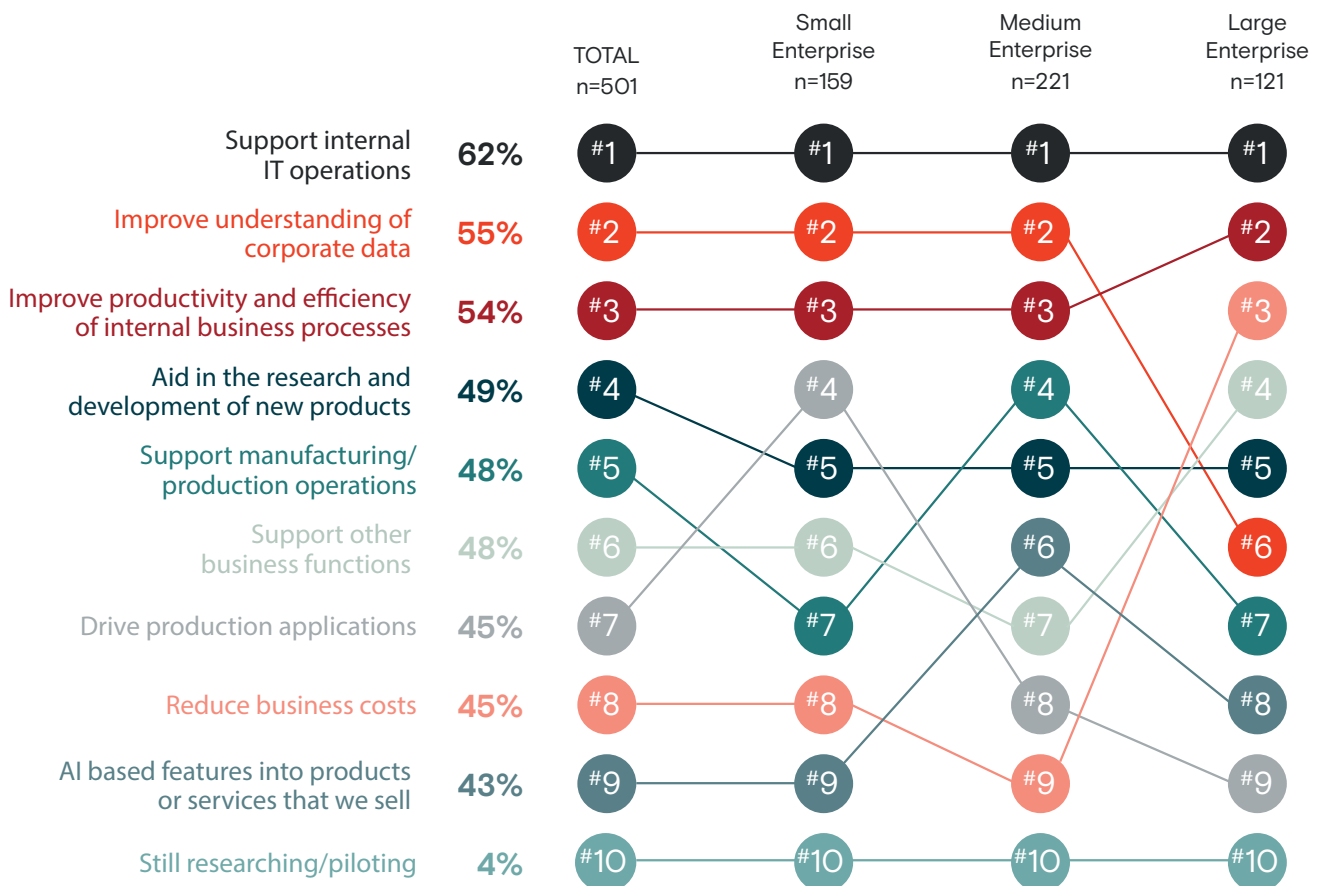 TOTAL
n=501
Small
Enterprise
n=159
Medium
Enterprise
n=221
Large
Enterprise
n=121
Support internal
IT operations
62%
#1 #1 #1 #1
Improve understanding of
corporate data
55%
#2 #2 #2 #2
Improve productivity and efficiency
of internal business processes
54%
#3 #3 #3 #3
Aid in the research and
development of new products
49%
#4 #4 #4 #4
Support manufacturing/
production operations
48%
#5 #5 #5 #5
Support other
business functions
48%
#6 #6 #6 #6
Drive production applications
45%
#7 #7 #7 #7
Reduce business costs
45%
#8 #8 #8 #8
AI based features into products
or services that we sell
43%
#9 #9 #9 #9
Still researching/piloting
4%
#10 #10 #10 #10